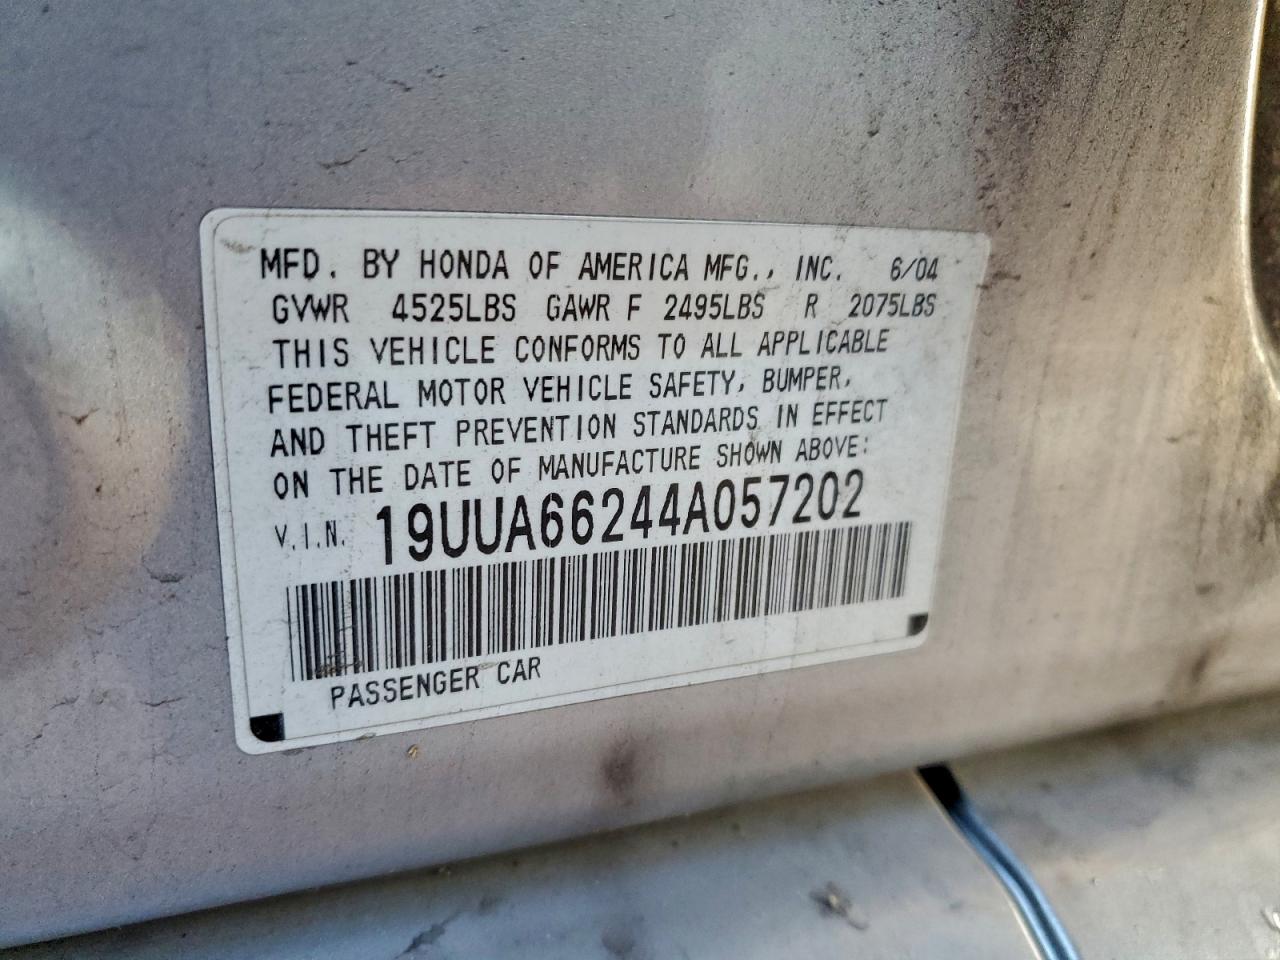 MFD. BY HONDA OF AMERICA MFG., INC. 6/04
GVWR 4525LBS GAWR F 2495LBS R 2075LBS
THIS VEHICLE CONFORMS TO ALL APPLICABLE
FEDERAL MOTOR VEHICLE SAFETY, BUMPER,
AND THEFT PREVENTION STANDARDS IN EFFECT
ON THE DATE OF MANUFACTURE SHOWN ABOVE:
V.I.N. 19UUA66244A057202
PASSENGER CAR